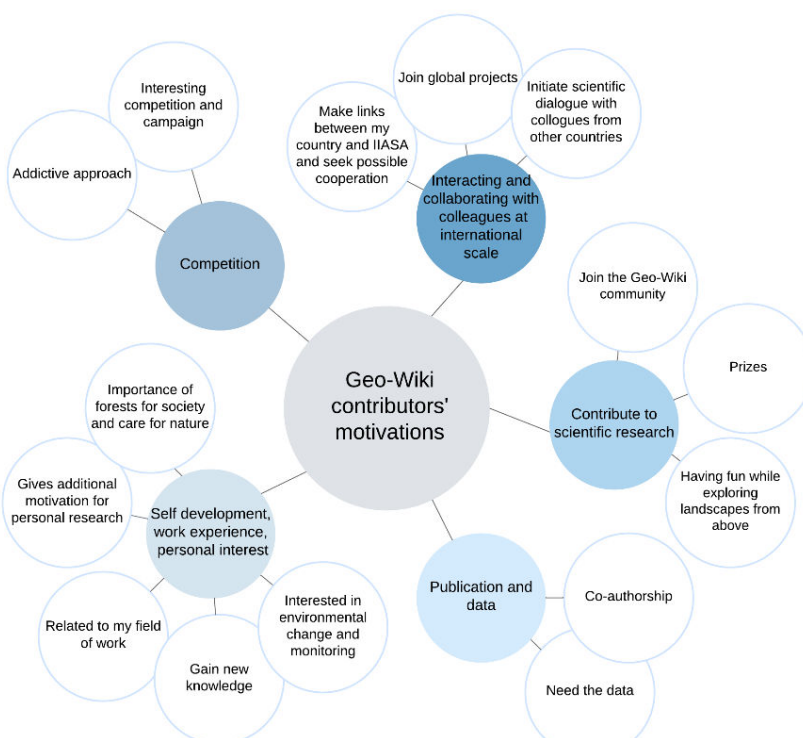 Interesting
competition and
campaign
Addictive approach
Competition
Join global projects
Make links
between my
country and IIASA
and seek possible
cooperation
Initiate scientific
dialogue with
collogues from
other countries
Interacting and
collaborating with
colleagues at
international
scale
Join the Geo-Wiki
community
Prizes
Contribute to
scientific research
Having fun while
exploring
landscapes from
above
Geo-Wiki
contributors'
motivations
Importance of
forests for society
and care for nature
Gives additional
motivation for
personal research
Self development,
work experience,
personal interest
Related to my field
of work
Gain new
knowledge
Interested in
environmental
change and
monitoring
Publication and
data
Co-authorship
Need the data